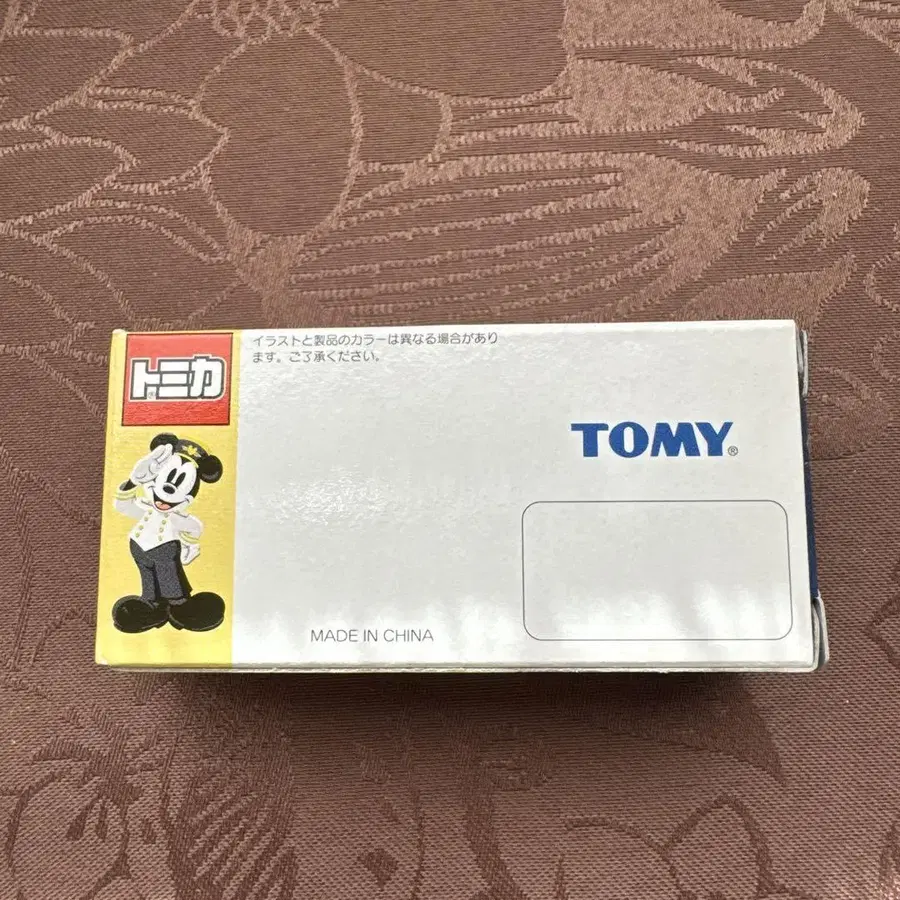 イラストと製品のカラーは異なる場合があり
ます。ご了承ください。
トミカ®
TOMY®
MADE IN CHINA